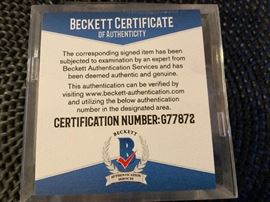 BECKETT CERTIFICATE
OF AUTHENTICITY
The corresponding signed item has been
subjected to examination by an expert from
Beckett Authentication Services and has
been deemed authentic and genuine.
This authentication can be verified by
visiting www.beckett-authentication.com
and utilizing the below authentication
number in the designated area.
CERTIFICATION NUMBER:G77872
BECKETT
B
AUTHENTICATION
SERVICES